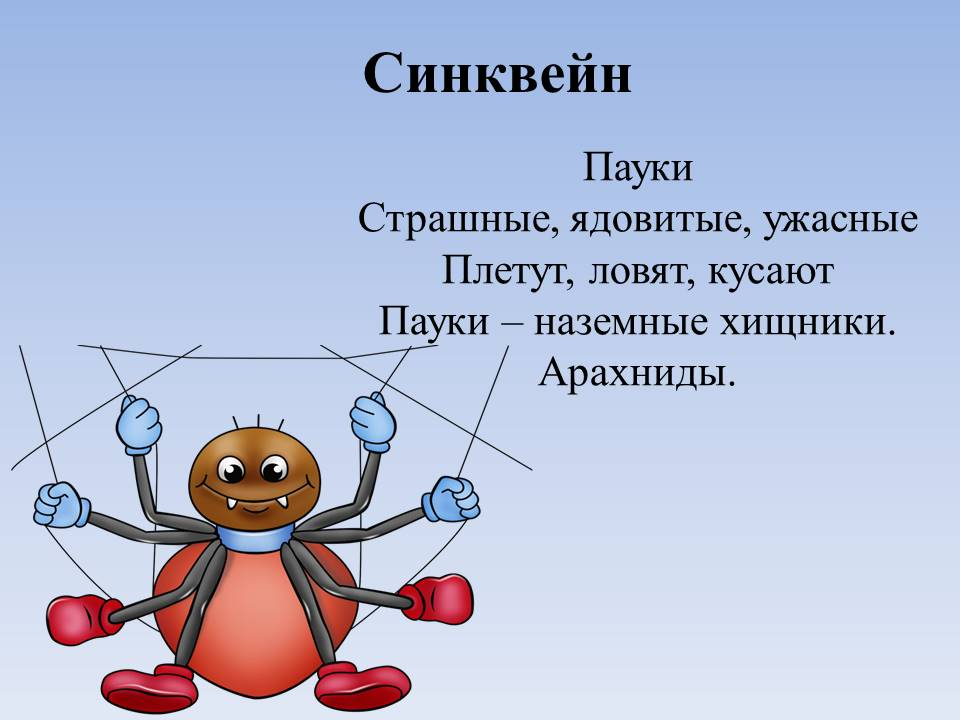 Синквейн
Пауки
Страшные, ядовитые, ужасные
Плетут, ловят, кусают
Пауки – наземные хищники.
Арахниды.